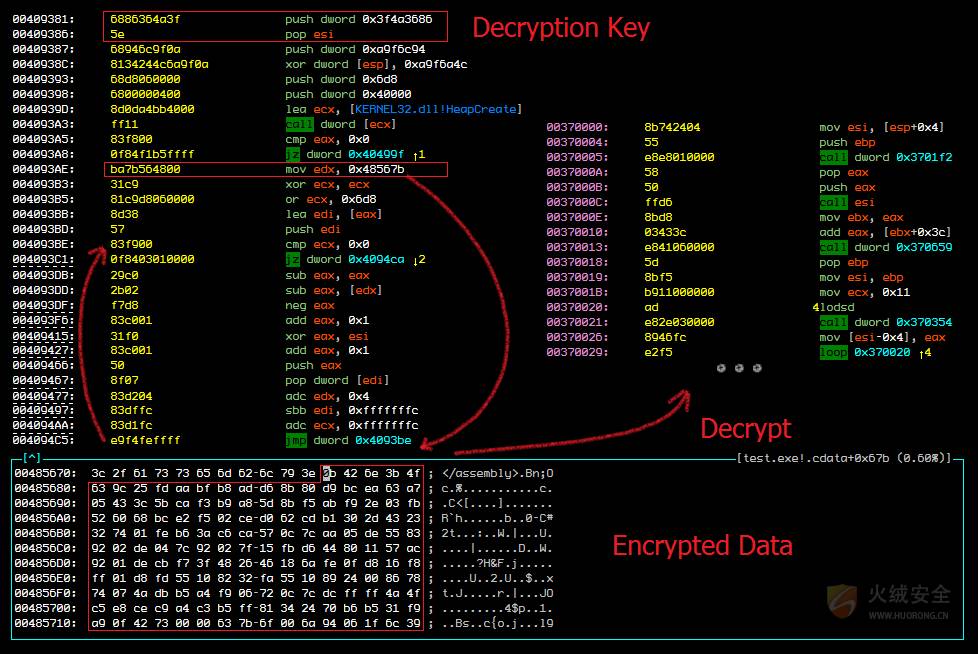 00409381: 6886364a3f push dword 0x3f4a3686
00409386: 5e pop esi
00409387: 68946c9f0a push dword 0xa9f6c94
0040938C: 8134244c6a9f0a xor dword [esp], 0xa9f6a4c
00409393: 68d8060000 push dword 0x6d8
00409398: 6800000400 push dword 0x40000
0040939D: 8d0da4bb4000 lea ecx, [KERNEL32.dll!HeapCreate]
004093A3: ff11 call dword [ecx]
004093A5: 83f800 cmp eax, 0x0
004093A8: 0f84f1b5ffff jz dword 0x40499f ↑1
004093AE: ba7b564800 mov edx, 0x48567b
004093B3: 31c9 xor ecx, ecx
004093B5: 81c9d8060000 or ecx, 0x6d8
004093BB: 8d38 lea edi, [eax]
004093BD: 57 push edi
004093BE: 83f900 cmp ecx, 0x0
004093C1: 0f8403010000 jz dword 0x4094ca ↓2
004093DB: 29c0 sub eax, eax
004093DD: 2b02 sub eax, [edx]
004093DF: f7d8 neg eax
004093F6: 83c001 add eax, 0x1
00409415: 31f0 xor eax, esi
00409427: 83c001 add eax, 0x1
00409466: 50 push eax
00409467: 8f07 pop dword [edi]
00409477: 83d204 adc edx, 0x4
00409497: 83dffc sbb edi, 0xfffffffc
004094AA: 83d1fc adc ecx, 0xfffffffc
004094C5: e9f4feffff jmp dword 0x4093be
Decryption Key
00370000: 8b742404 mov esi, [esp+0x4]
00370004: 55 push ebp
00370005: e8e8010000 call dword 0x3701f2
0037000A: 58 pop eax
0037000B: 50 push eax
0037000C: ffd6 call esi
0037000E: 8bd8 mov ebx, eax
00370010: 03433c add eax, [ebx+0x3c]
00370013: e841060000 call dword 0x370659
00370018: 5d pop ebp
00370019: 8bf5 mov esi, ebp
0037001B: b911000000 mov ecx, 0x11
00370020: ad 4lodsd
00370021: e82e030000 call dword 0x370354
00370026: 8946fc mov [esi-0x4], eax
00370029: e2f5 loop 0x370020 ↑4
Decrypt
[^]
[test.exe!.cdata+0x67b (0.60%)]
00485670: 3c 2f 61 73 73 65 6d 62-6c 79 3e 0b 42 6e 3b 4f ; </assembly>.Bn;O
00485680: 63 9c 25 fd aa bf b8 ad-d6 8b 80 d9 bc ea 63 a7 ; c.%...........c.
00485690: 05 43 3c 5b ca f3 b9 a8-5d 8b f5 ab f9 2e 03 fb ; .C<[....].......
004856A0: 52 60 68 bc e2 f5 02 ce-d0 62 cd b1 30 2d 43 23 ; R`h......b..0-C#
004856B0: 32 74 01 fe b6 3a c6 ca-57 0c 7c aa 05 de 55 83 ; 2t...:..W.|...U.
004856C0: 92 02 de 04 7c 92 02 7f-15 fb d6 44 80 11 57 ac ; ....|......D..W.
004856D0: 92 01 de cb f7 3f 48 26-46 18 6a fe 0f d8 16 f8 ; .....?H&F.j.....
004856E0: ff 01 d8 fd 55 10 82 32-fa 55 10 89 24 00 86 78 ; ....U..2.U..$..x
004856F0: 74 07 4a db b5 a4 f9 06-72 0c 7c dc ff ff 4a 4f ; t.J.....r.|...JO
00485700: c5 e8 ce c9 a4 c3 b5 ff-81 34 24 70 b6 b5 31 f9 ; .........4$p..1.
00485710: a9 0f 42 73 00 00 63 7b-6f 00 6a 94 06 1f 6c 39 ; ..Bs..c{o.j...l9
Encrypted Data
火绒安全
WWW.HUORONG.CN